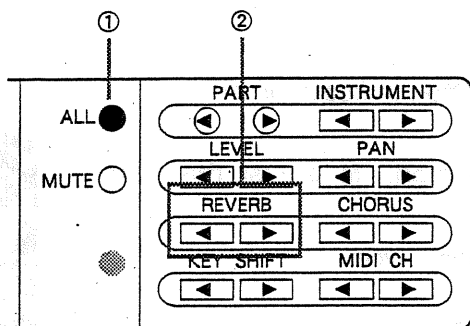 ① ②
PART INSTRUMENT
ALL
LEVEL PAN
MUTE
REVERB CHORUS
KEY SHIFT MIDI CH